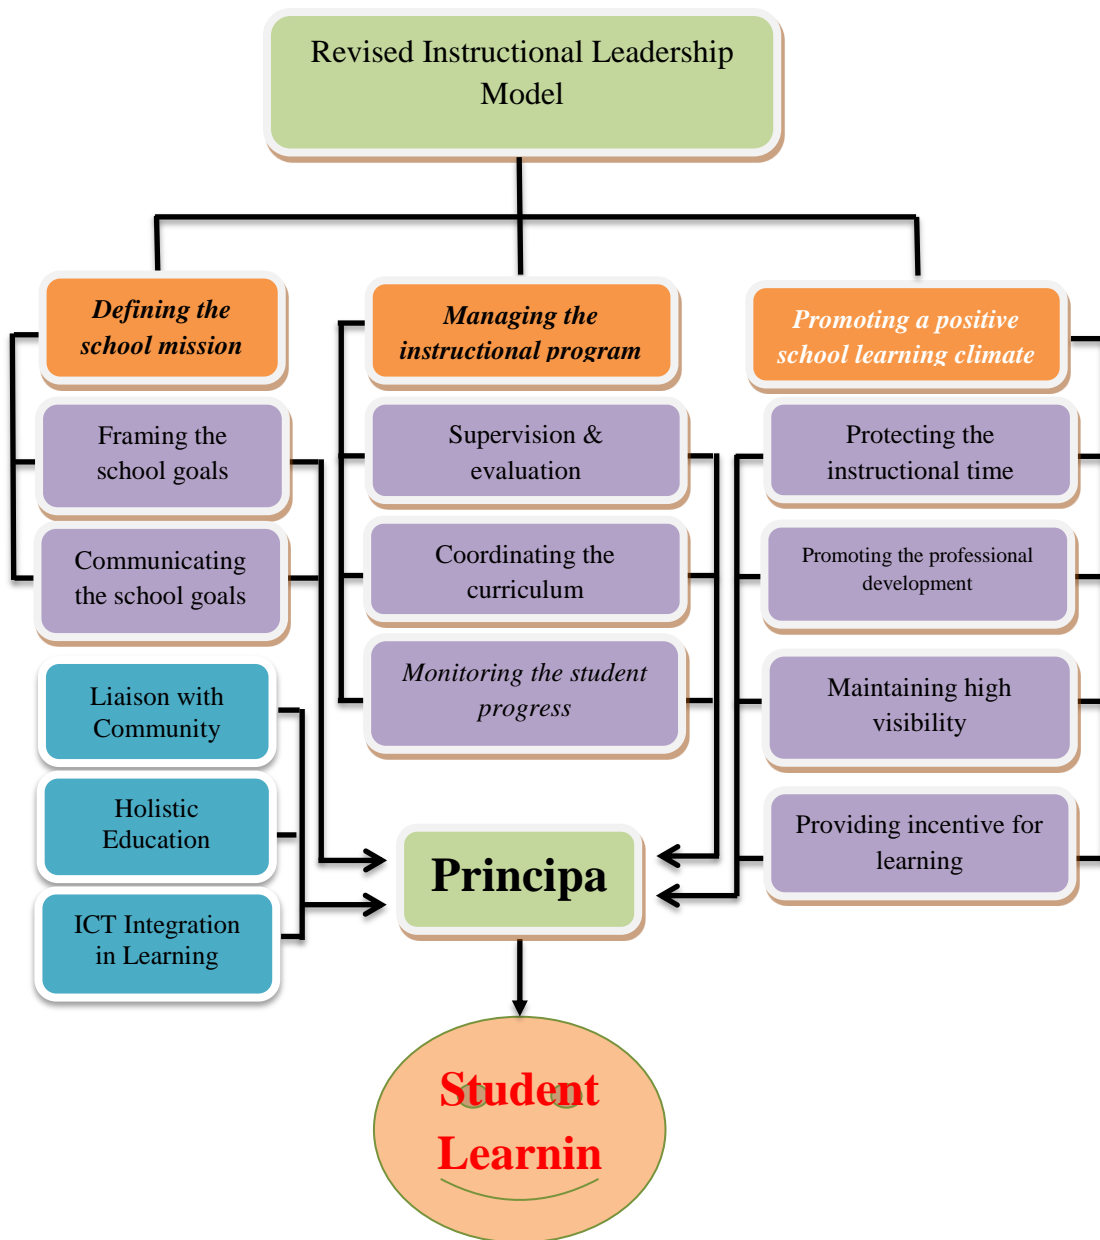 Revised Instructional Leadership
Model
Defining the
school mission
Managing the
instructional program
Promoting a positive
school learning climate
Framing the
school goals
Communicating
the school goals
Liaison with
Community
Holistic
Education
ICT Integration
in Learning
Supervision &
evaluation
Coordinating the
curriculum
Monitoring the student
progress
Protecting the
instructional time
Promoting the professional
development
Maintaining high
visibility
Providing incentive for
learning
Principa
Student
Learnin